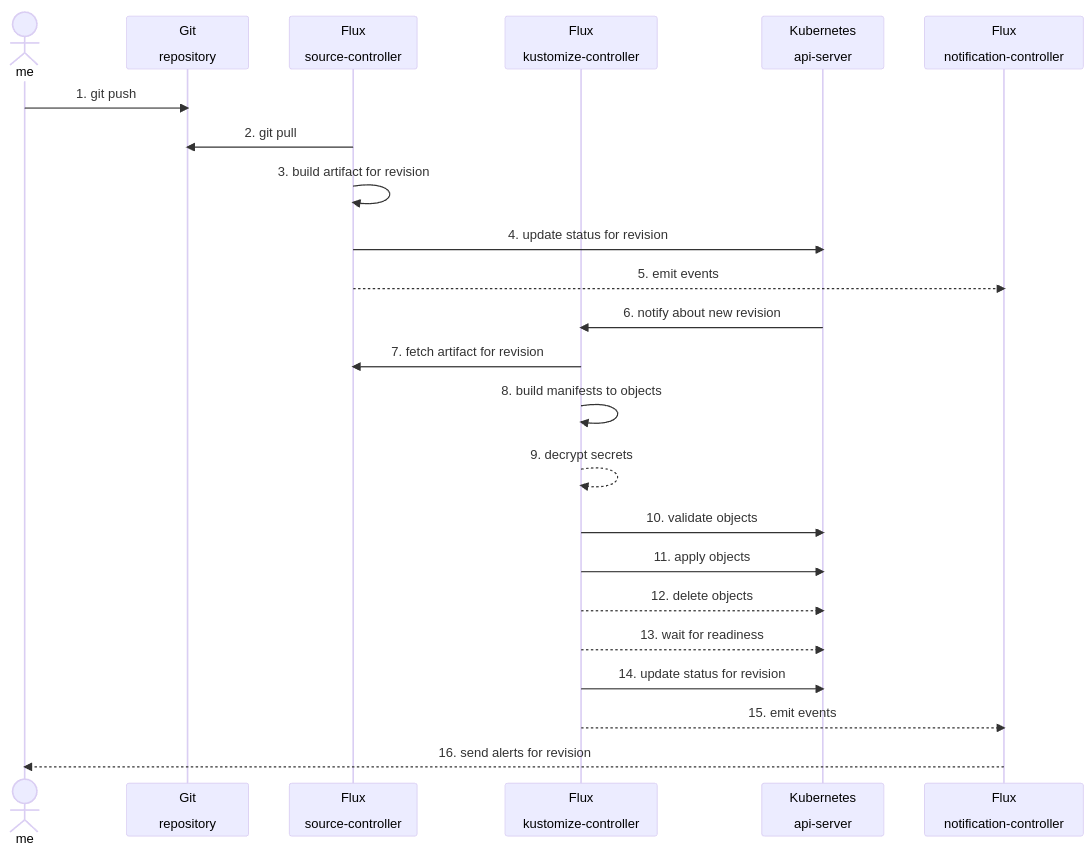 Git
repository
Flux
source-controller
Flux
kustomize-controller
Kubernetes
api-server
Flux
notification-controller
me
1. git push
2. git pull
3. build artifact for revision
4. update status for revision
5. emit events
6. notify about new revision
7. fetch artifact for revision
8. build manifests to objects
9. decrypt secrets
10. validate objects
11. apply objects
12. delete objects
13. wait for readiness
14. update status for revision
15. emit events
16. send alerts for revision
Git
repository
Flux
source-controller
Flux
kustomize-controller
Kubernetes
api-server
Flux
notification-controller
me